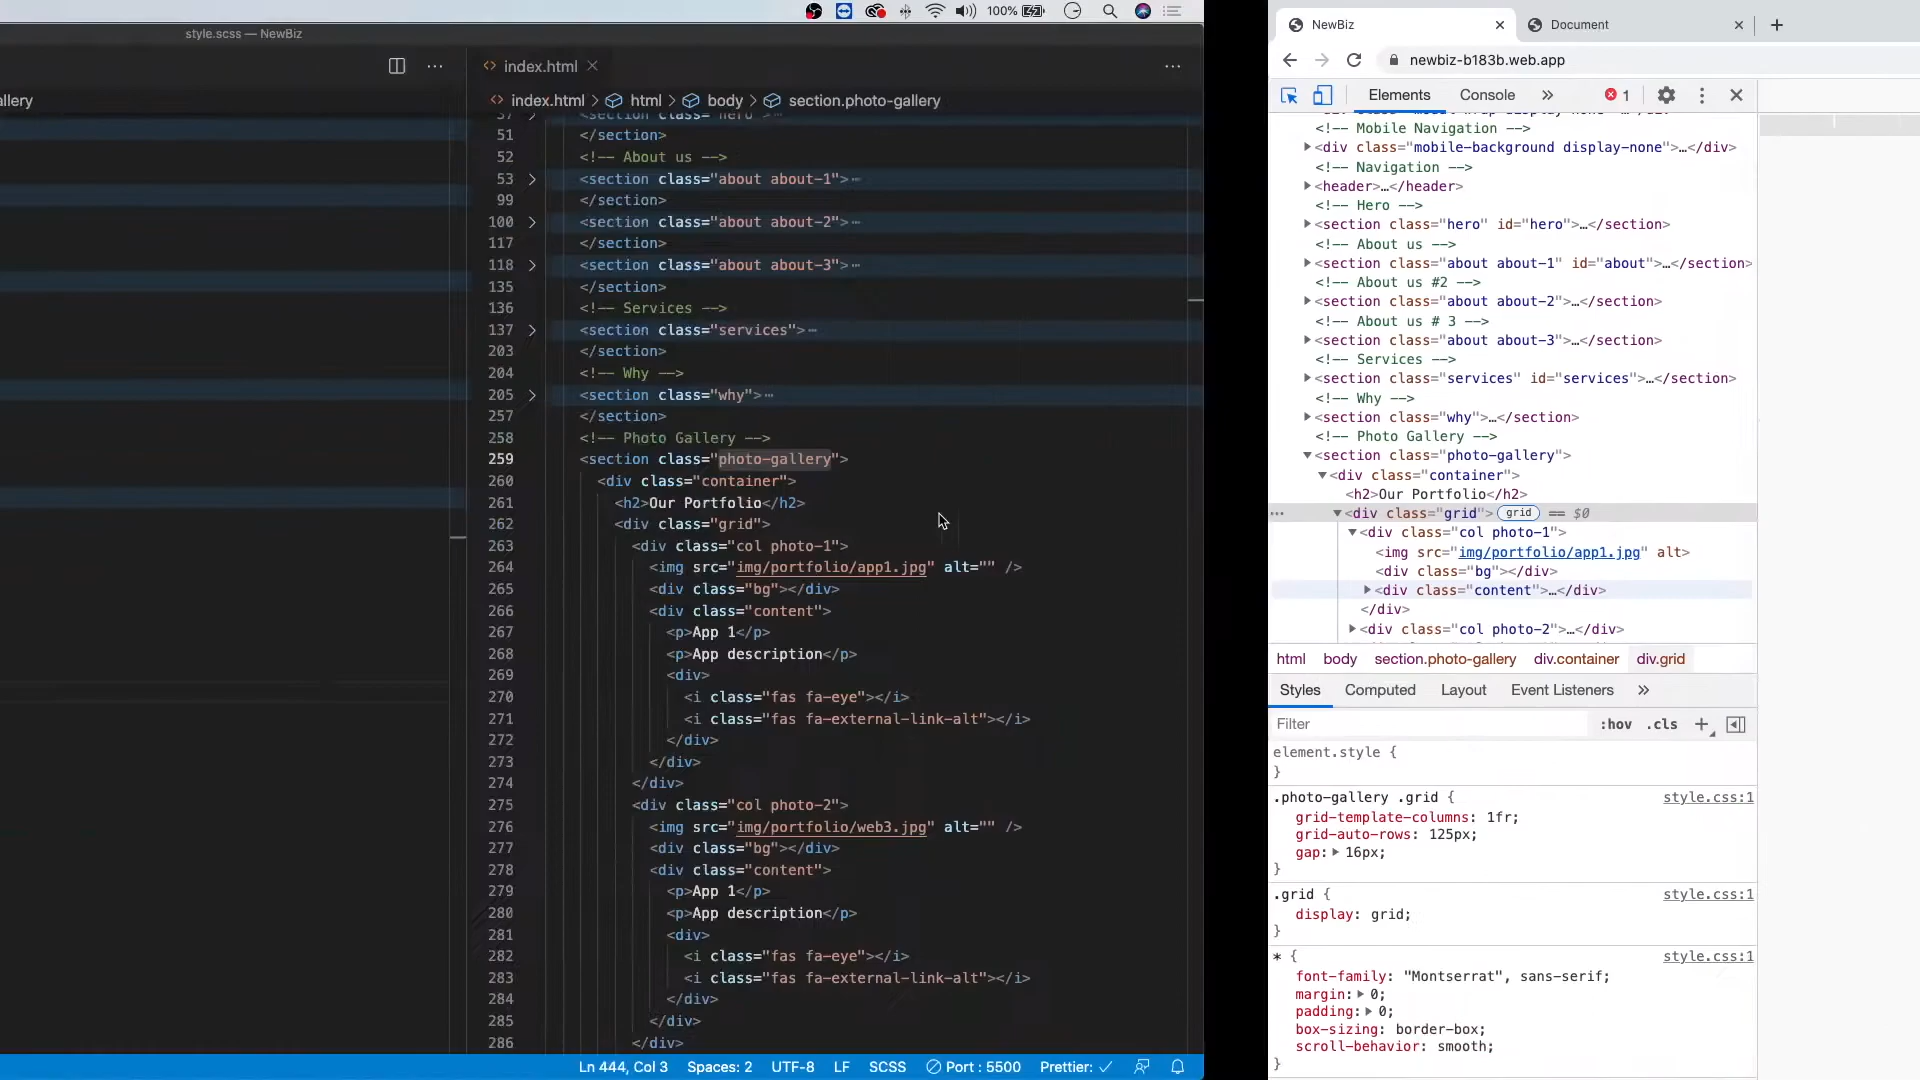 100%
style.scss — NewBiz
llery
index.html
index.html > html > body > section.photo-gallery
37 <section class="hero">
51 </section>
52 <!-- About us -->
53 <section class="about about-1">
99 </section>
100 <section class="about about-2">
117 </section>
118 <section class="about about-3">
135 </section>
136 <!-- Services -->
137 <section class="services">
203 </section>
204 <!-- Why -->
205 <section class="why">
257 </section>
258 <!-- Photo Gallery -->
259 <section class="photo-gallery">
260 <div class="container">
261 <h2>Our Portfolio</h2>
262 <div class="grid">
263 <div class="col photo-1">
264 <img src="img/portfolio/app1.jpg" alt="" />
265 <div class="bg"></div>
266 <div class="content">
267 <p>App 1</p>
268 <p>App description</p>
269 <div>
270 <i class="fas fa-eye"></i>
271 <i class="fas fa-external-link-alt"></i>
272 </div>
273 </div>
274 </div>
275 <div class="col photo-2">
276 <img src="img/portfolio/web3.jpg" alt="" />
277 <div class="bg"></div>
278 <div class="content">
279 <p>App 1</p>
280 <p>App description</p>
281 <div>
282 <i class="fas fa-eye"></i>
283 <i class="fas fa-external-link-alt"></i>
284 </div>
285 </div>
286 </div>
Ln 444, Col 3 Spaces: 2 UTF-8 LF SCSS Port : 5500 Prettier: ✓
NewBiz Document
newbiz-b183b.web.app
Elements Console » 1
<!-- Mobile Navigation -->
<div class="mobile-background display-none">…</div>
<!-- Navigation -->
<header>…</header>
<!-- Hero -->
<section class="hero" id="hero">…</section>
<!-- About us -->
<section class="about about-1" id="about">…</section>
<!-- About us #2 -->
<section class="about about-2">…</section>
<!-- About us # 3 -->
<section class="about about-3">…</section>
<!-- Services -->
<section class="services" id="services">…</section>
<!-- Why -->
<section class="why">…</section>
<!-- Photo Gallery -->
<section class="photo-gallery">
<div class="container">
<h2>Our Portfolio</h2>
<div class="grid"> grid == $0
<div class="col photo-1">
<img src="img/portfolio/app1.jpg" alt>
<div class="bg"></div>
<div class="content">…</div>
</div>
<div class="col photo-2">…</div>
html body section.photo-gallery div.container div.grid
Styles Computed Layout Event Listeners »
Filter :hov .cls +
element.style {
}
.photo-gallery .grid { style.css:1
grid-template-columns: 1fr;
grid-auto-rows: 125px;
gap: 16px;
}
.grid { style.css:1
display: grid;
}
* { style.css:1
font-family: "Montserrat", sans-serif;
margin: 0;
padding: 0;
box-sizing: border-box;
scroll-behavior: smooth;
}